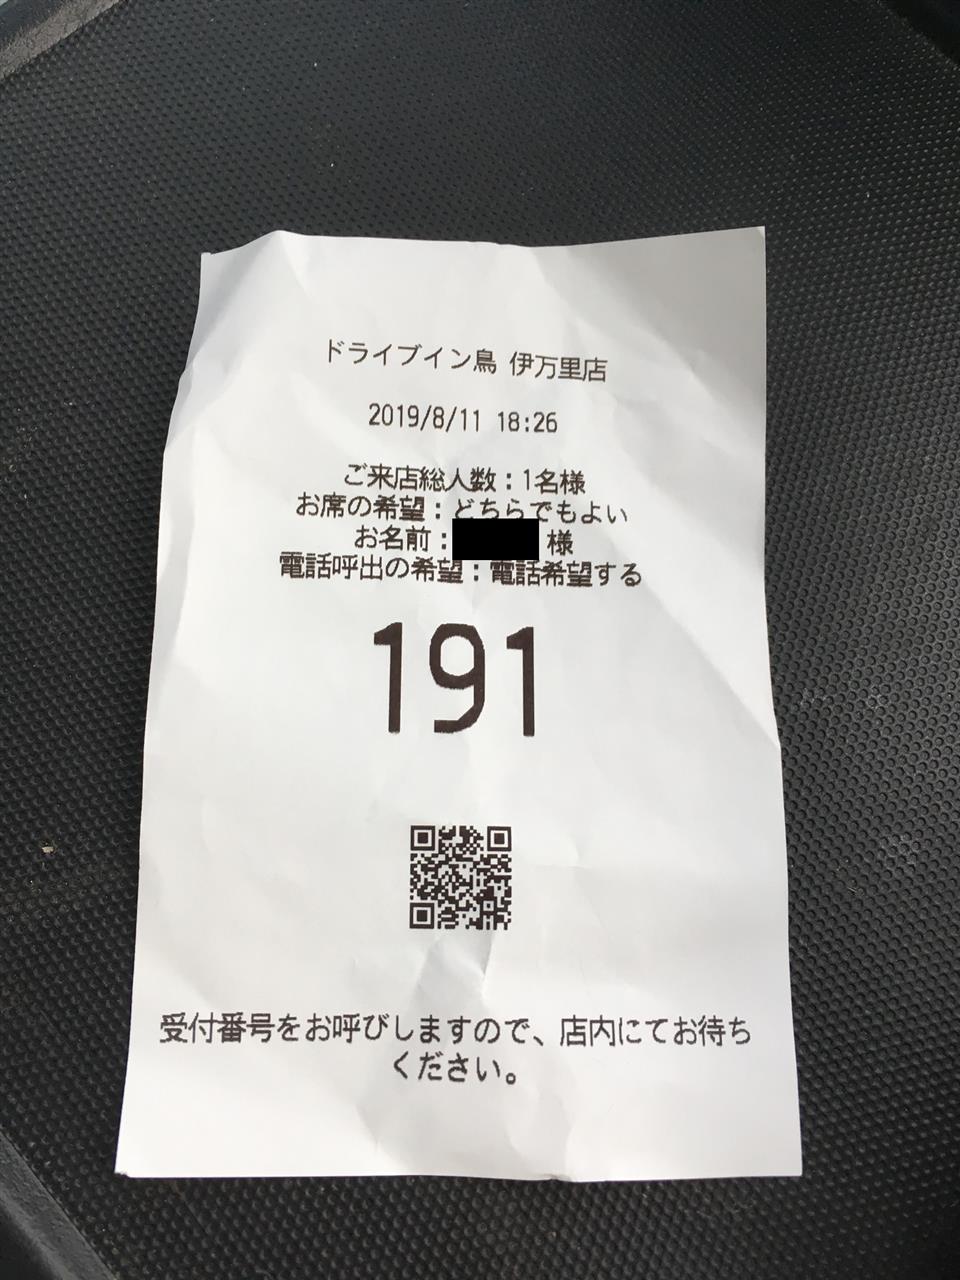 ドライブイン鳥 伊万里店
2019/8/11 18:26
ご来店総人数：1名様
お席の希望：どちらでもよい
お名前： 様
電話呼出の希望：電話希望する
191
受付番号をお呼びしますので、店内にてお待ち
ください。